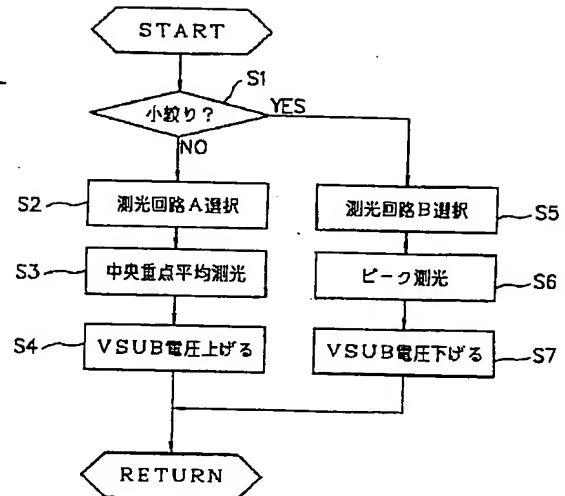 START
S1
小絞り?
YES
NO
S2
測光回路A選択
S3
中央重点平均測光
S4
VSUB電圧上げる
測光回路B選択
S5
ピーク測光
S6
VSUB電圧下げる
S7
RETURN